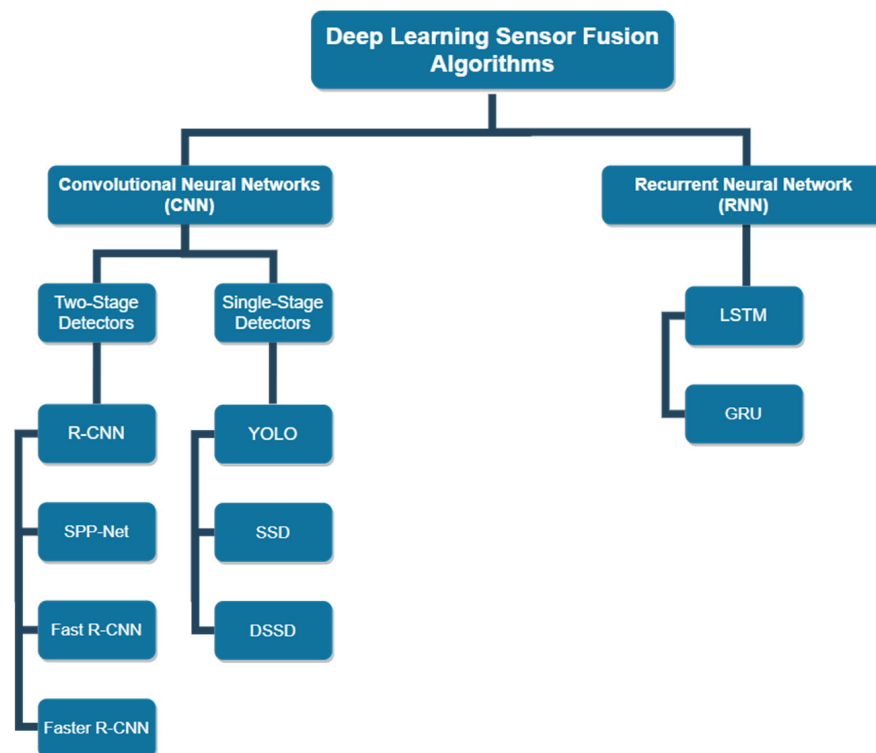 Deep Learning Sensor Fusion
Algorithms
Convolutional Neural Networks
(CNN)
Recurrent Neural Network
(RNN)
Two-Stage
Detectors
Single-Stage
Detectors
LSTM
GRU
R-CNN
YOLO
SPP-Net
SSD
Fast R-CNN
DSSD
Faster R-CNN